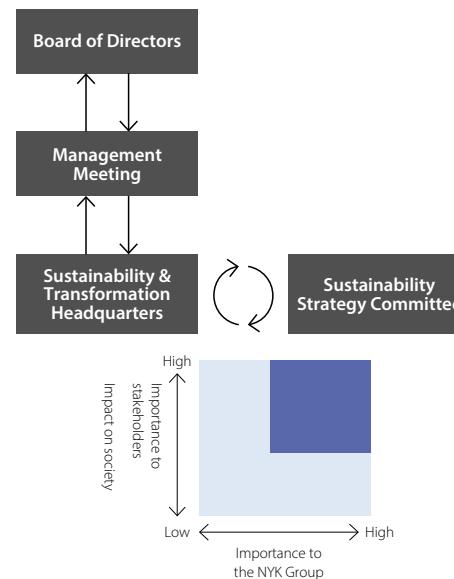 Board of Directors
Management
Meeting
Sustainability &
Transformation
Headquarters
Sustainability
Strategy Committe
High
Importance to
stakeholders
Impact on society
Low
High
Importance to
the NYK Group